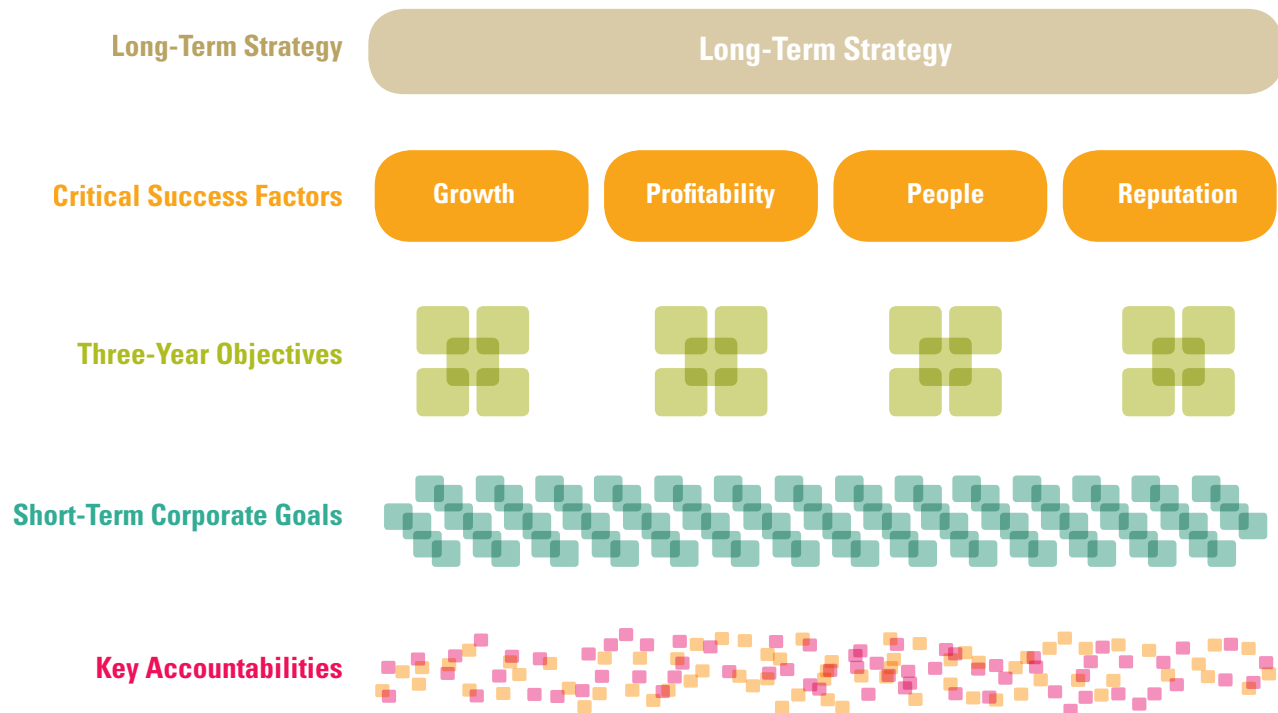 Long-Term Strategy
Long-Term Strategy
Critical Success Factors
Growth
Profitability
People
Reputation
Three-Year Objectives
Short-Term Corporate Goals
Key Accountabilities